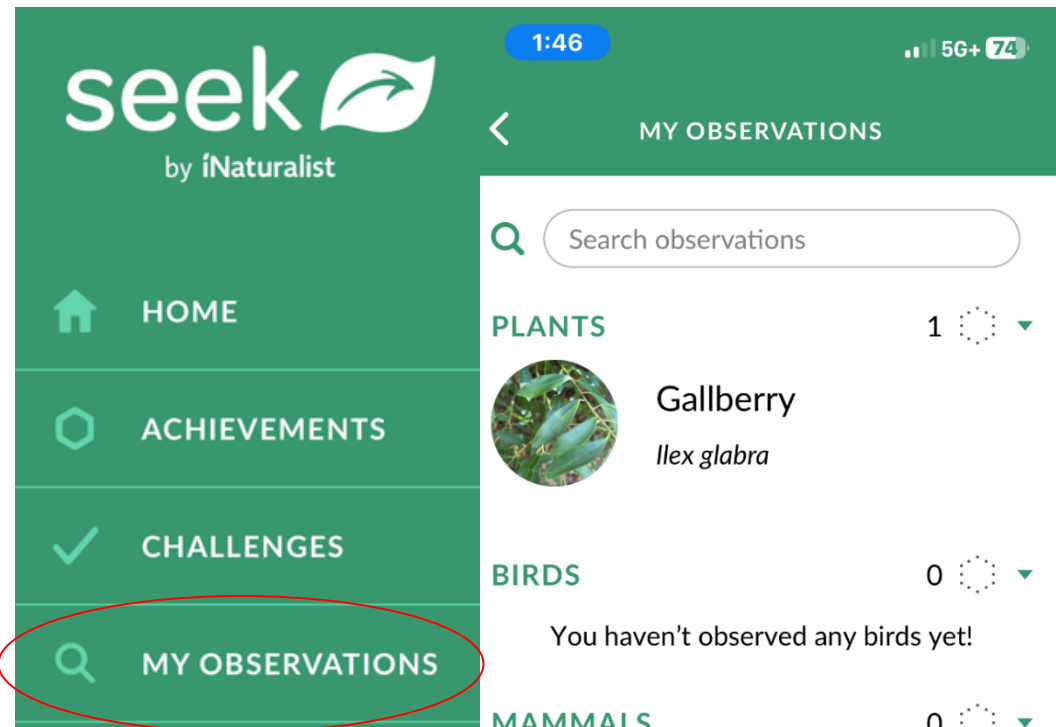 seek
by iNaturalist
HOME
ACHIEVEMENTS
CHALLENGES
MY OBSERVATIONS
1:46
5G+ 74
MY OBSERVATIONS
Search observations
PLANTS 1
Gallberry
Ilex glabra
BIRDS 0
You haven't observed any birds yet!
MAMMALS 0